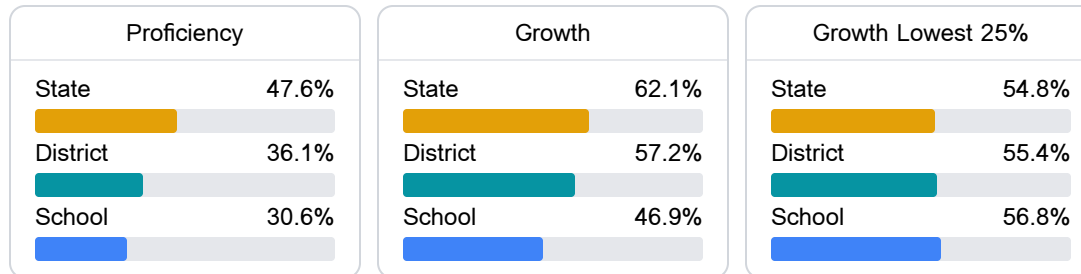 Proficiency
State 47.6%
District 36.1%
School 30.6%
Growth
State 62.1%
District 57.2%
School 46.9%
Growth Lowest 25%
State 54.8%
District 55.4%
School 56.8%